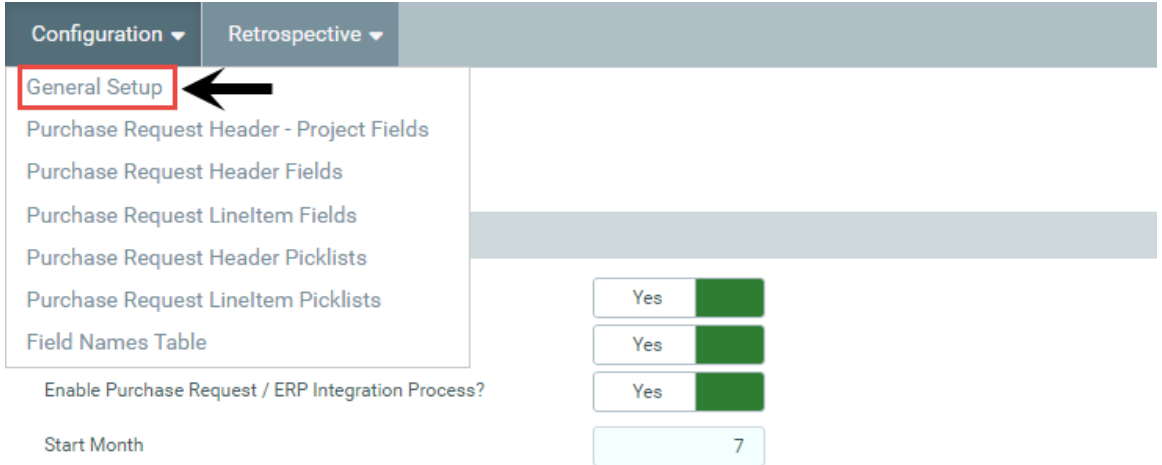 Configuration Retrospective
General Setup
Purchase Request Header - Project Fields
Purchase Request Header Fields
Purchase Request LineItem Fields
Purchase Request Header Picklists
Yes
Purchase Request LineItem Picklists
Field Names Table
Yes
Enable Purchase Request / ERP Integration Process? Yes
Start Month 7